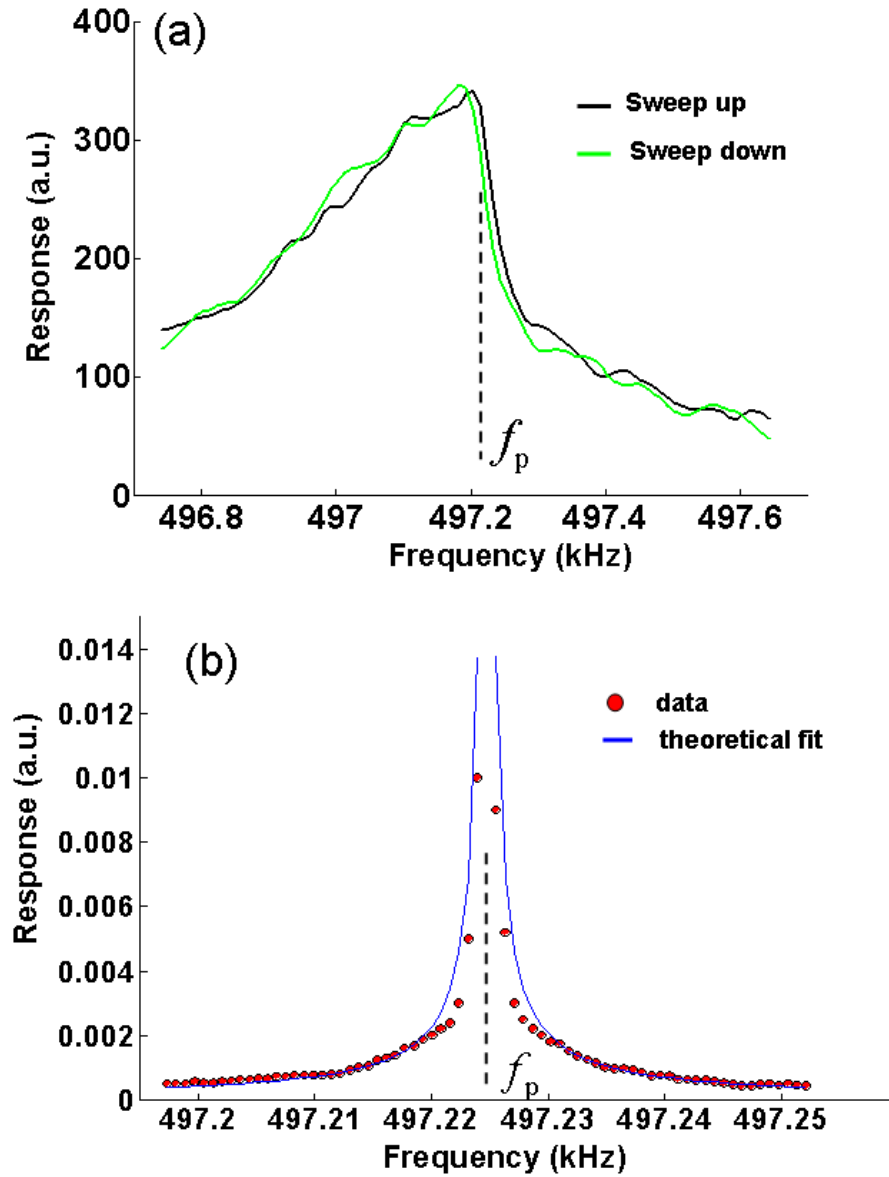 (a)
400
300
200
100
0
Response (a.u.)
Sweep up
Sweep down
fp
496.8 497 497.2 497.4 497.6
Frequency (kHz)
(b)
0.014
0.012
0.01
0.008
0.006
0.004
0.002
0
Response (a.u.)
data
theoretical fit
fp
497.2 497.21 497.22 497.23 497.24 497.25
Frequency (kHz)